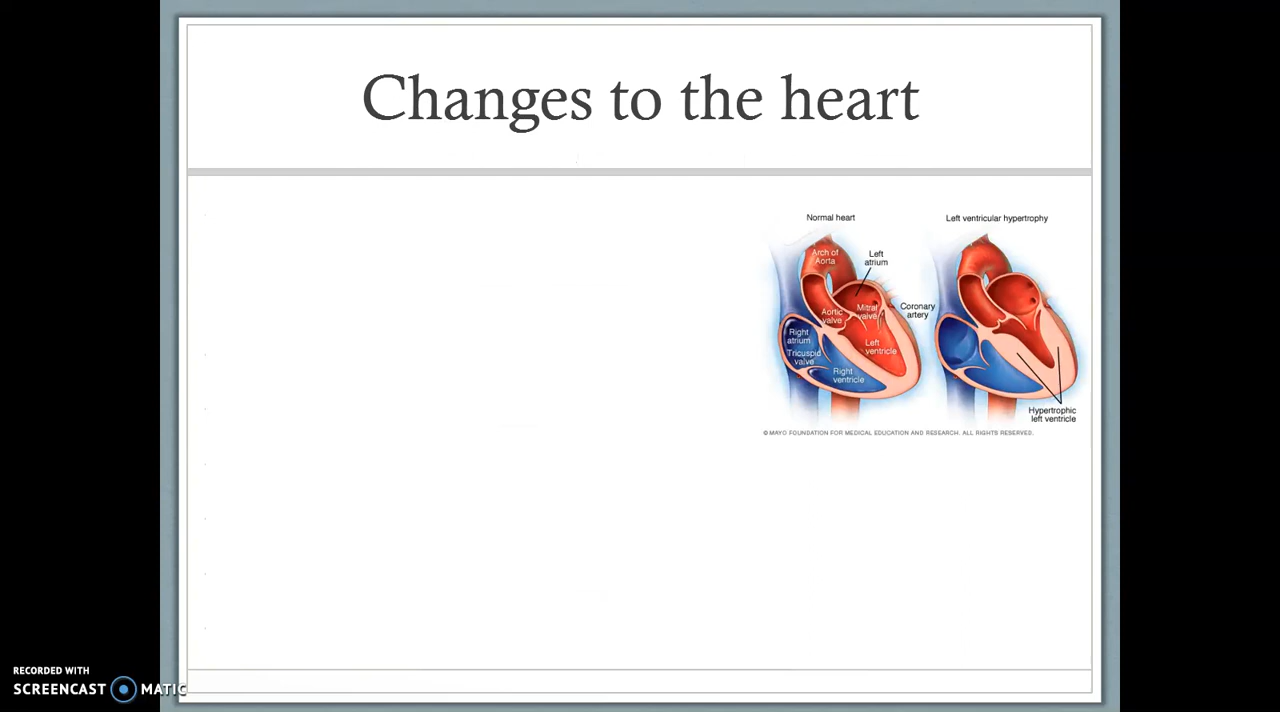 Changes to the heart
Normal heart
Left ventricular hypertrophy
Arch of
Aorta
Left
atrium
Aortic
valve
Mitral
valve
Coronary
artery
Right
atrium
Tricuspid
valve
Left
ventricle
Right
ventricle
Hypertrophic
left ventricle
© MAYO FOUNDATION FOR MEDICAL EDUCATION AND RESEARCH. ALL RIGHTS RESERVED.
RECORDED WITH
SCREENCAST MATIC